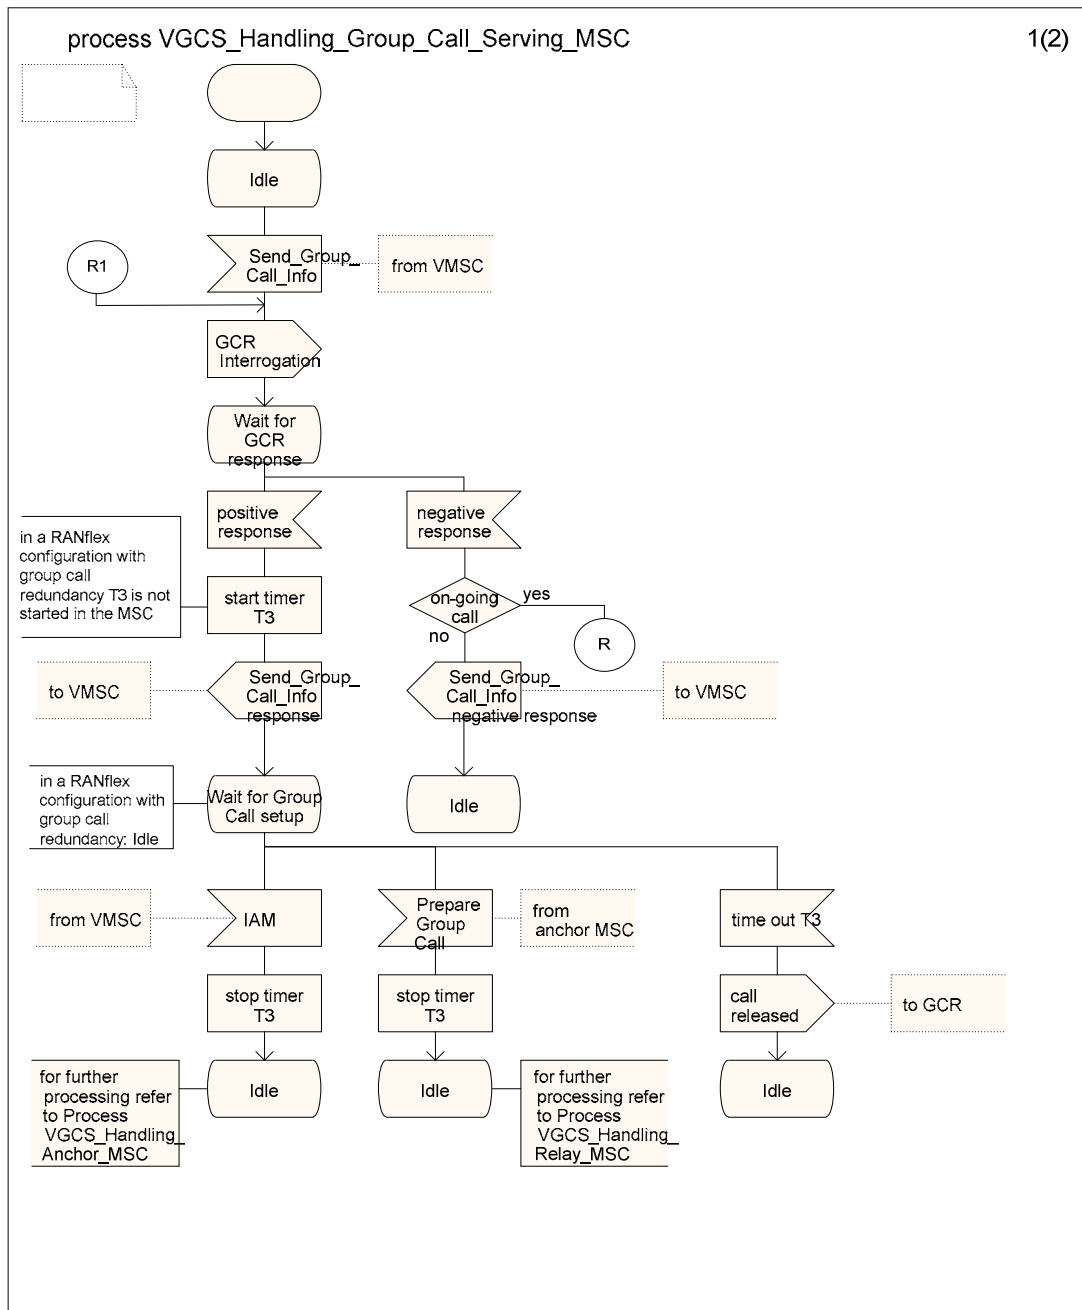 process VGCS_Handling_Group_Call_Serving_MSC
1(2)
Idle
Send_Group_
Call_Info
from VMSC
R1
GCR
Interrogation
Wait for
GCR
response
positive
response
negative
response
in a RANflex
configuration with
group call
redundancy T3 is not
started in the MSC
start timer
T3
on-going
call
yes
no
R
to VMSC
Send_Group_
Call_Info
response
Send_Group_
Call_Info
negative response
to VMSC
in a RANflex
configuration with
group call
redundancy: Idle
Wait for Group
Call setup
Idle
from VMSC
IAM
Prepare
Group
Call
from
anchor MSC
time out T3
stop timer
T3
stop timer
T3
call
released
to GCR
for further
processing refer
to Process
VGCS_Handling_
Anchor_MSC
Idle
Idle
for further
processing refer
to Process
VGCS_Handling_
Relay_MSC
Idle